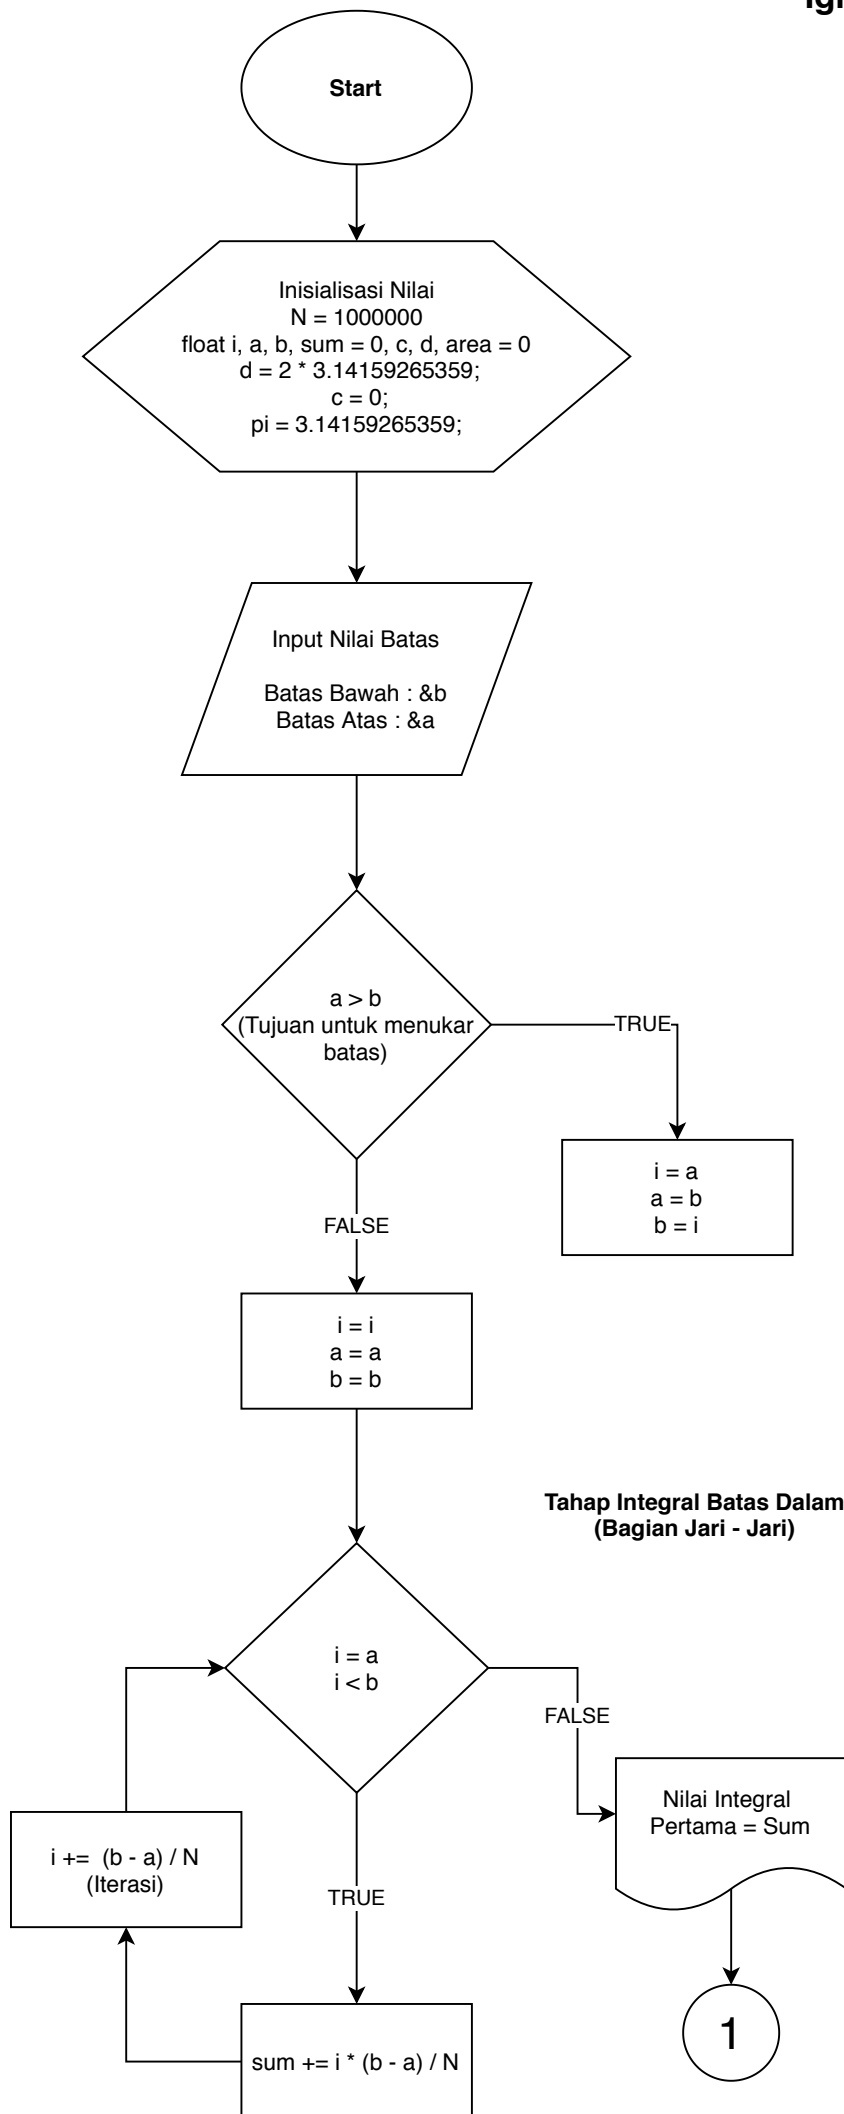 Start
Inisialisasi Nilai
N = 1000000
float i, a, b, sum = 0, c, d, area = 0
d = 2 * 3.14159265359;
c = 0;
pi = 3.14159265359;
Input Nilai Batas
Batas Bawah : &b
Batas Atas : &a
a > b
(Tujuan untuk menukar
batas)
TRUE
i = a
a = b
b = i
FALSE
i = i
a = a
b = b
Tahap Integral Batas Dalam
(Bagian Jari - Jari)
i = a
i < b
FALSE
Nilai Integral
Pertama = Sum
i += (b - a) / N
(Iterasi)
TRUE
1
sum += i * (b - a) / N